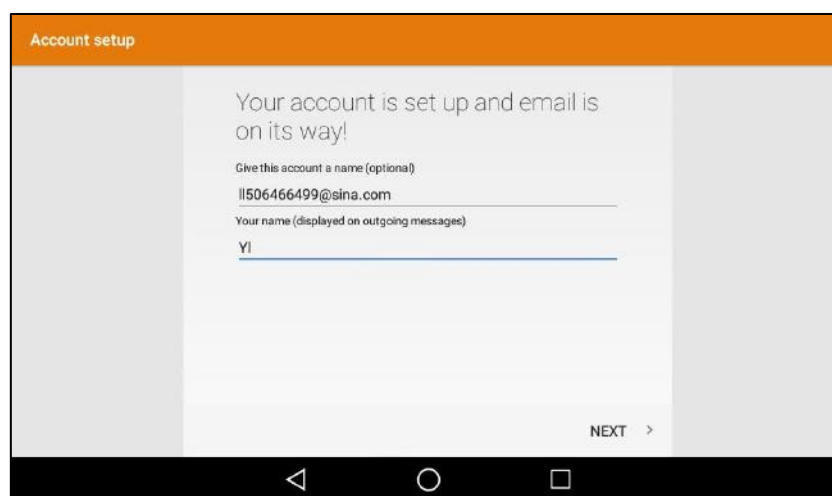 Account setup
Your account is set up and email is
on its way!
Give this account a name (optional)
ll506466499@sina.com
Your name (displayed on outgoing messages)
Yl
NEXT >